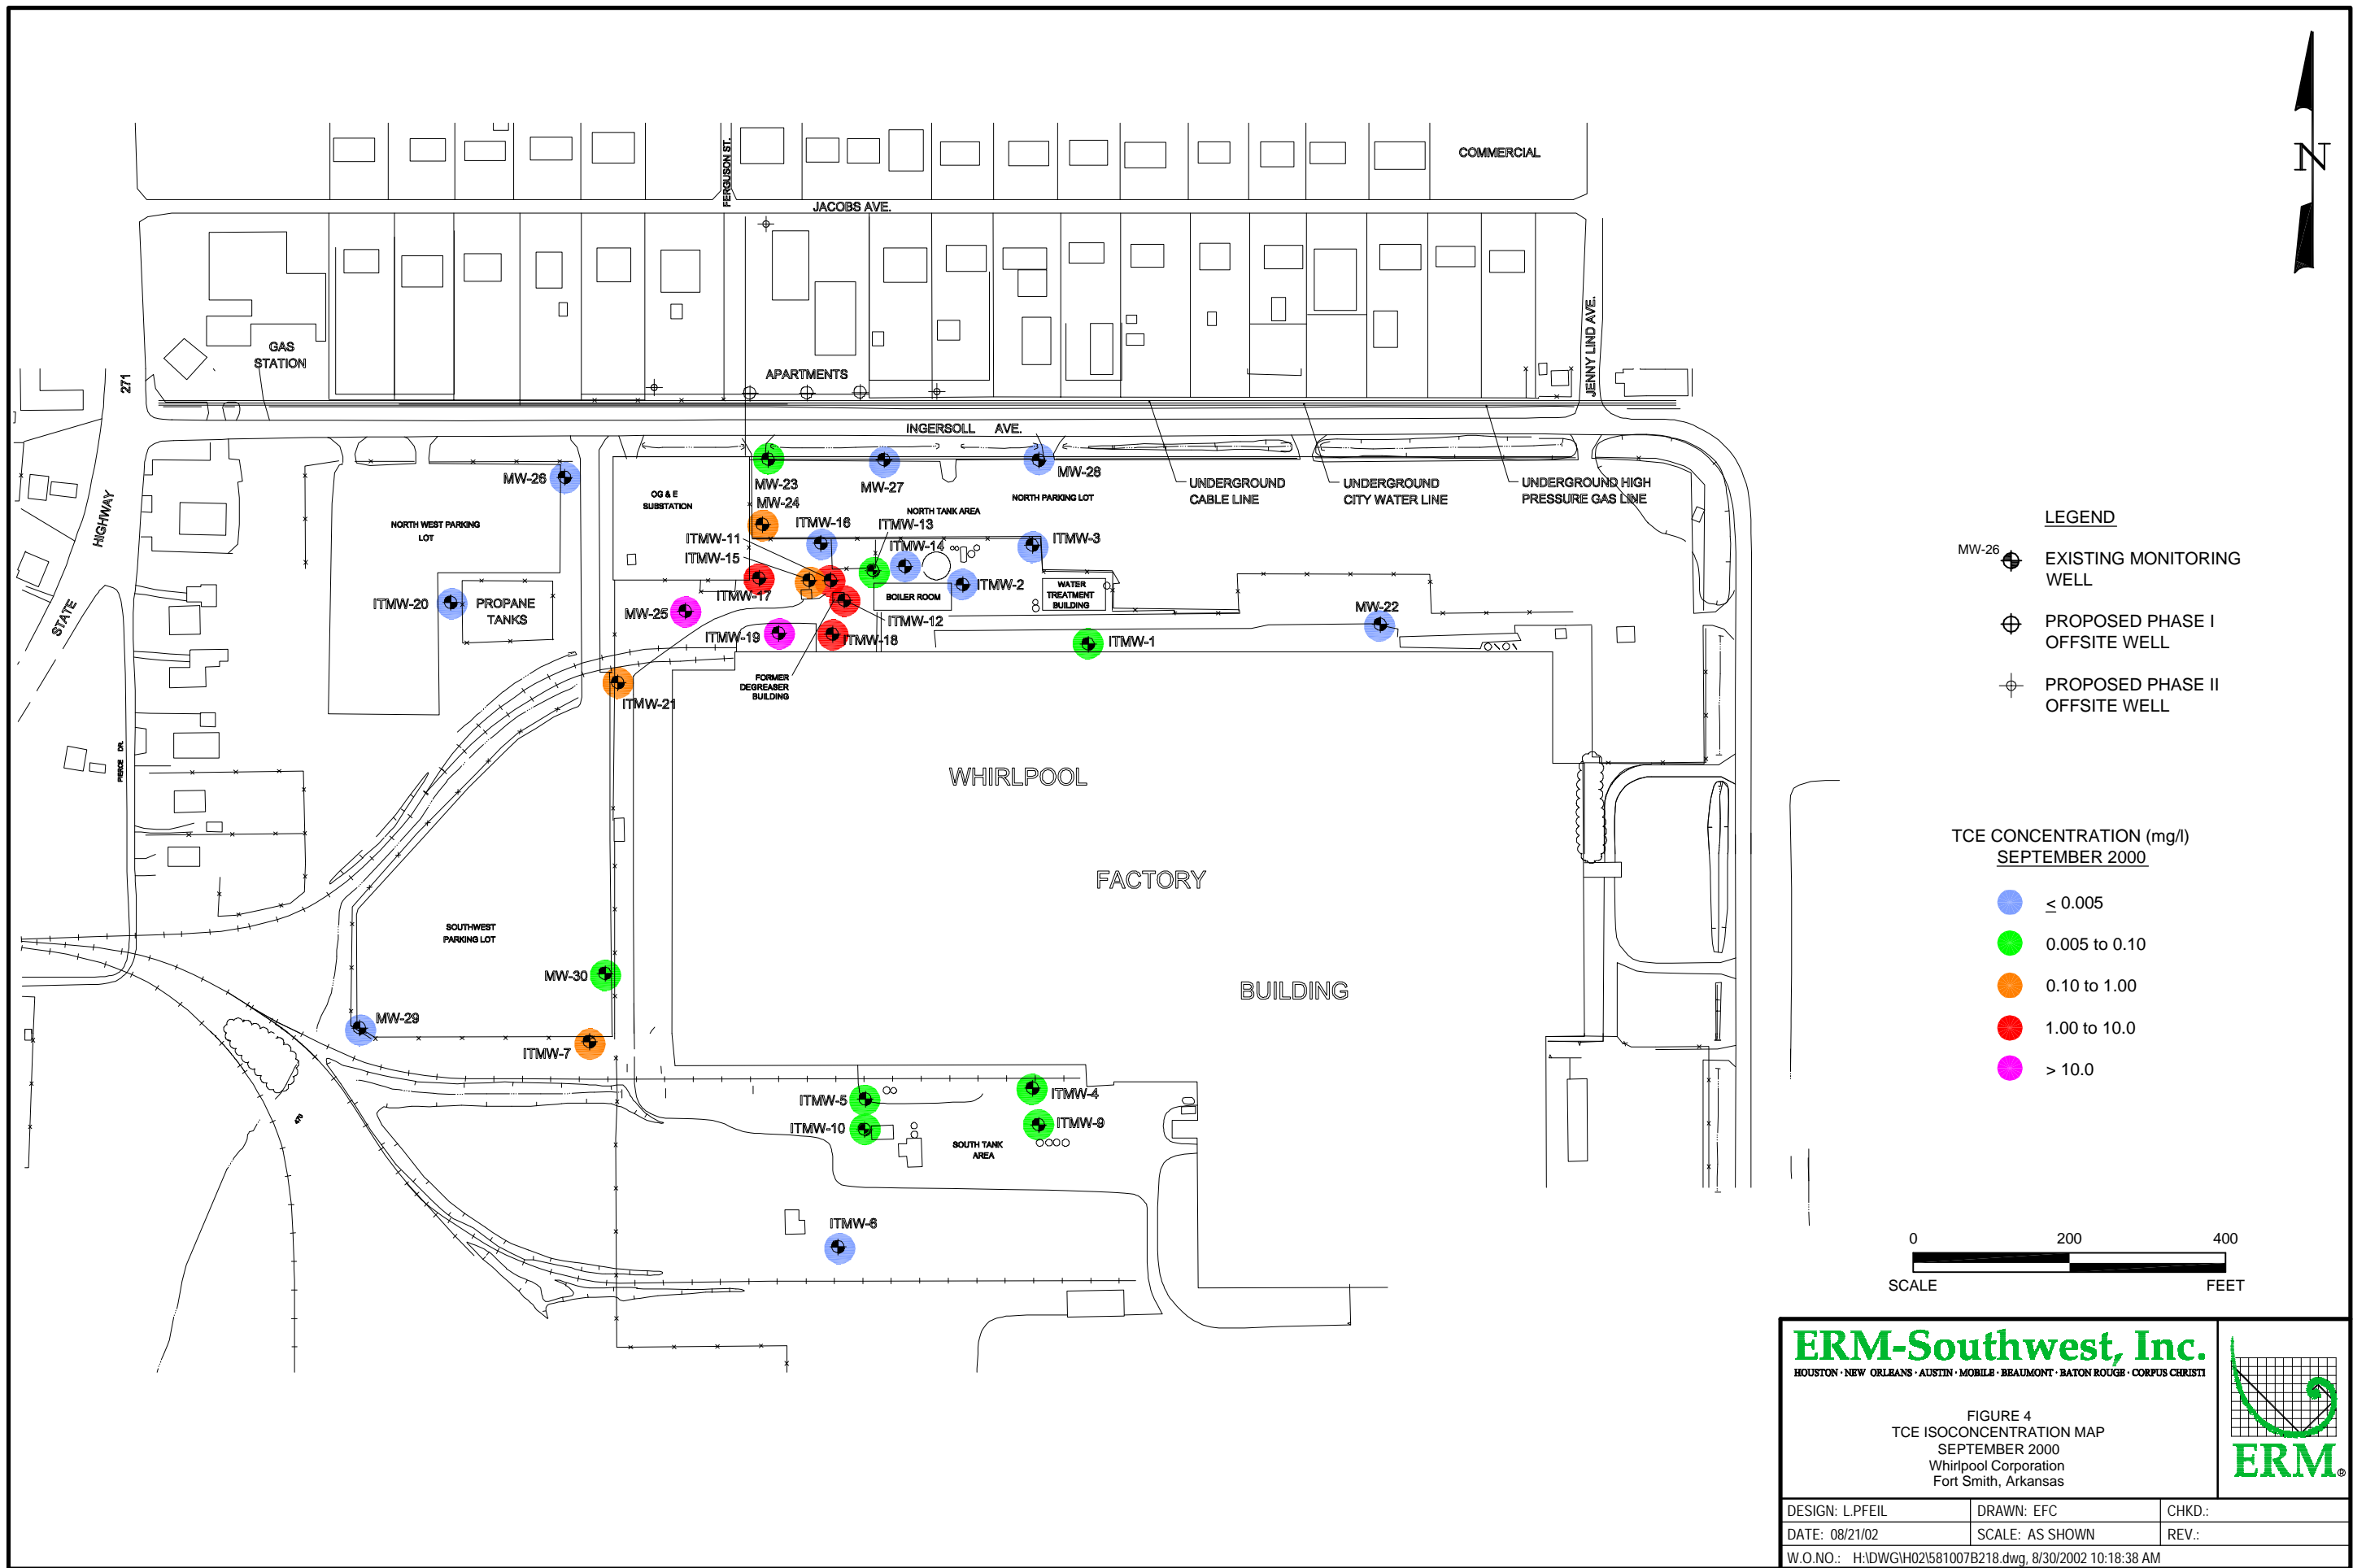 N
COMMERCIAL
FERGUSON ST.
JACOBS AVE.
GAS
STATION
271
APARTMENTS
JENNY LIND AVE.
INGERSOLL AVE.
MW-26
MW-23
MW-24
MW-27
MW-28
OG & E
SUBSTATION
NORTH PARKING LOT
NORTH TANK AREA
UNDERGROUND
CABLE LINE
UNDERGROUND
CITY WATER LINE
UNDERGROUND HIGH
PRESSURE GAS LINE
HIGHWAY
STATE
NORTH WEST PARKING
LOT
ITMW-16
ITMW-13
ITMW-11
ITMW-15
ITMW-14
ITMW-3
ITMW-17
ITMW-2
BOILER ROOM
WATER
TREATMENT
BUILDING
ITMW-20
PROPANE
TANKS
MW-25
ITMW-12
MW-22
ITMW-19
ITMW-18
ITMW-1
FORMER
DEGREASER
BUILDING
ITMW-21
PIERCE DR.
WHIRLPOOL
FACTORY
BUILDING
SOUTHWEST
PARKING LOT
MW-30
MW-29
ITMW-7
ITMW-5
ITMW-4
ITMW-10
ITMW-9
SOUTH TANK
AREA
ITMW-6
LEGEND
MW-26
EXISTING MONITORING
WELL
PROPOSED PHASE I
OFFSITE WELL
PROPOSED PHASE II
OFFSITE WELL
TCE CONCENTRATION (mg/l)
SEPTEMBER 2000
≤ 0.005
0.005 to 0.10
0.10 to 1.00
1.00 to 10.0
> 10.0
0 200 400
SCALE FEET
ERM-Southwest, Inc.
HOUSTON · NEW ORLEANS · AUSTIN · MOBILE · BEAUMONT · BATON ROUGE · CORPUS CHRISTI
FIGURE 4
TCE ISOCONCENTRATION MAP
SEPTEMBER 2000
Whirlpool Corporation
Fort Smith, Arkansas
ERM®
DESIGN: L.PFEIL DRAWN: EFC CHKD.:
DATE: 08/21/02 SCALE: AS SHOWN REV.:
W.O.NO.: H:\DWG\H02\581007B218.dwg, 8/30/2002 10:18:38 AM